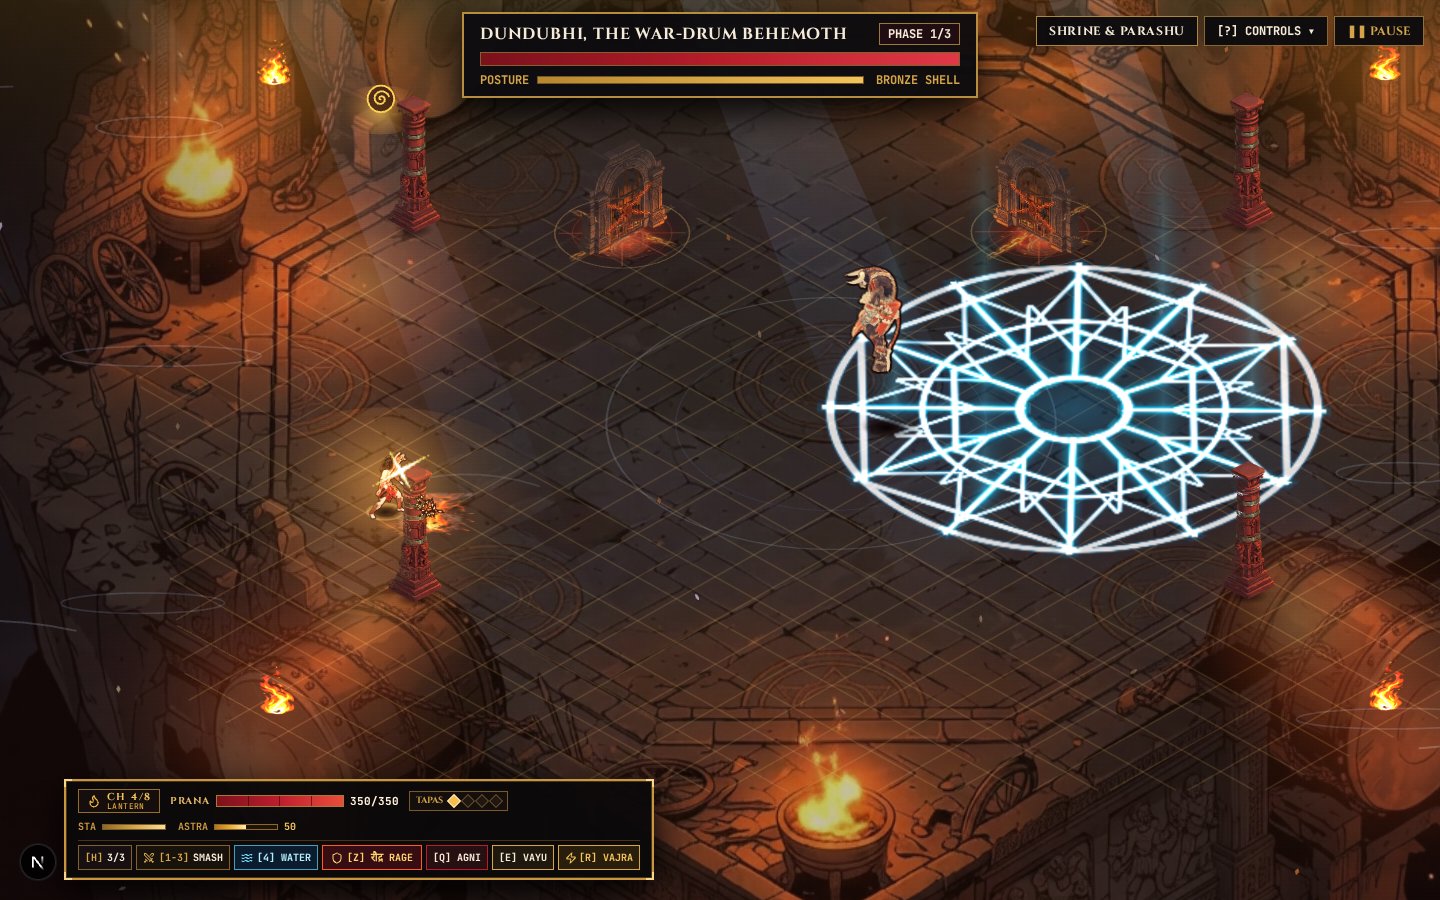 DUNDUBHI, THE WAR-DRUM BEHEMOTH PHASE 1/3
POSTURE BRONZE SHELL
SHRINE & PARASHU [?] CONTROLS ▾ ❚❚ PAUSE
CH 4/8 PRANA 350/350 TAPAS
LANTERN
STA ASTRA 50
[H] 3/3 [1-3] SMASH [4] WATER [Z] रौद्र RAGE [Q] AGNI [E] VAYU [R] VAJRA
N